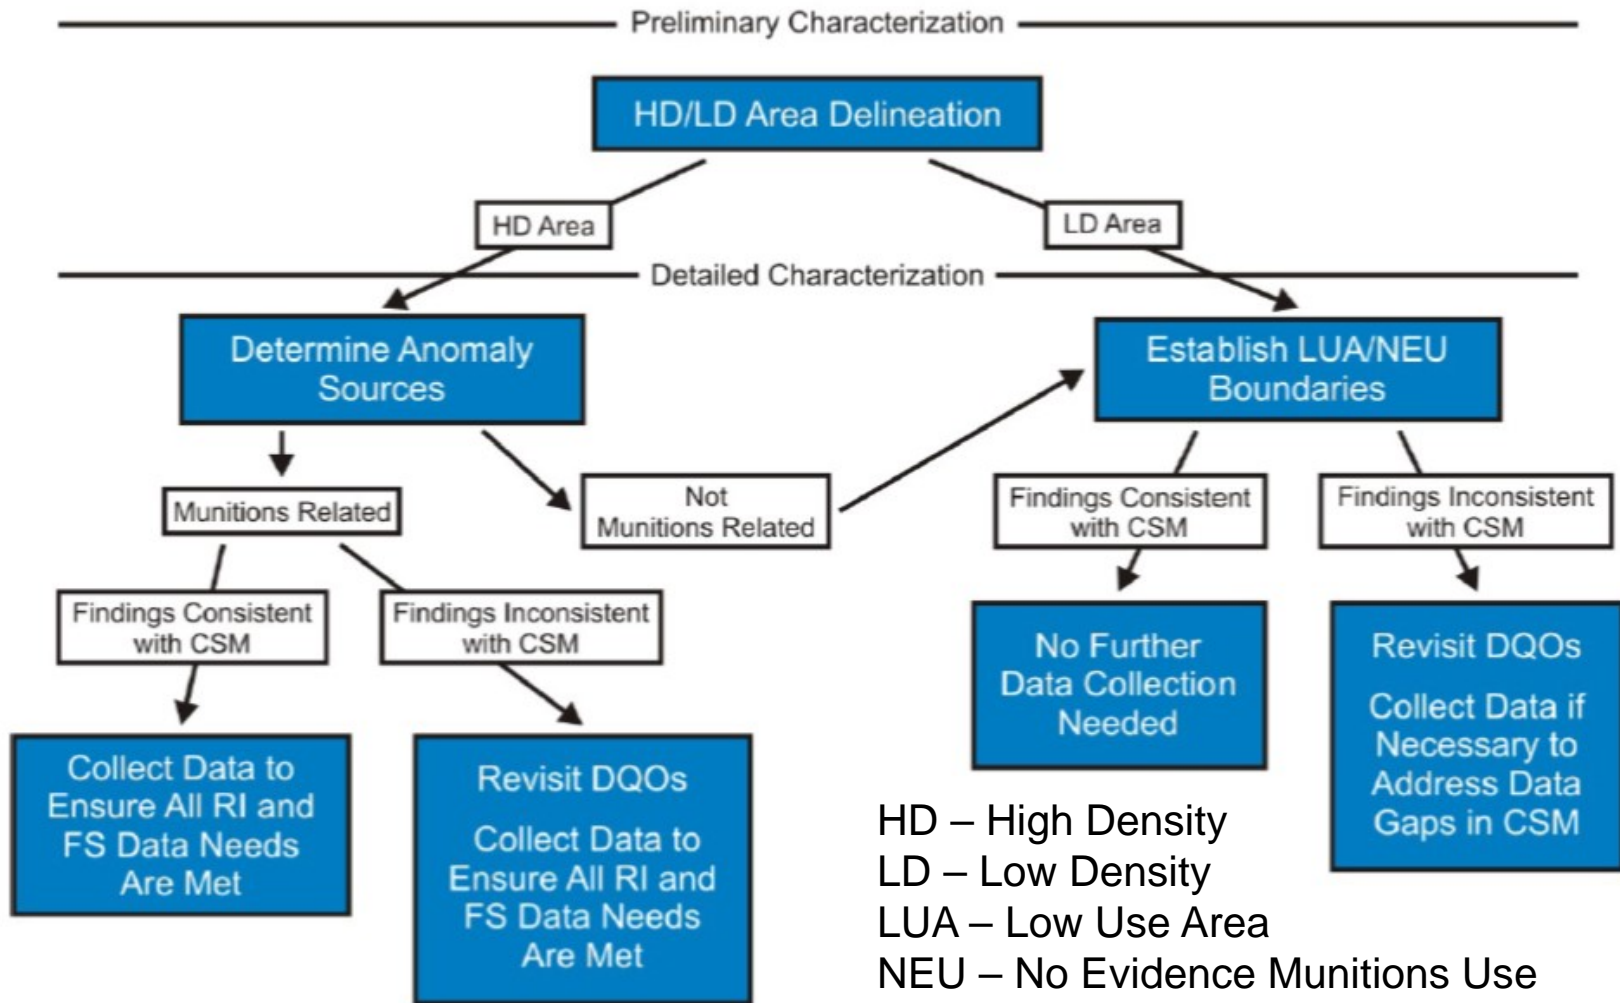 Preliminary Characterization
HD/LD Area Delineation
HD Area
LD Area
Detailed Characterization
Determine Anomaly
Sources
Establish LUA/NEU
Boundaries
Munitions Related
Not
Munitions Related
Findings Consistent
with CSM
Findings Inconsistent
with CSM
Findings Consistent
with CSM
Findings Inconsistent
with CSM
Collect Data to
Ensure All RI and
FS Data Needs
Are Met
Revisit DQOs
Collect Data to
Ensure All RI and
FS Data Needs
Are Met
No Further
Data Collection
Needed
Revisit DQOs
Collect Data if
Necessary to
Address Data
Gaps in CSM
HD – High Density
LD – Low Density
LUA – Low Use Area
NEU – No Evidence Munitions Use